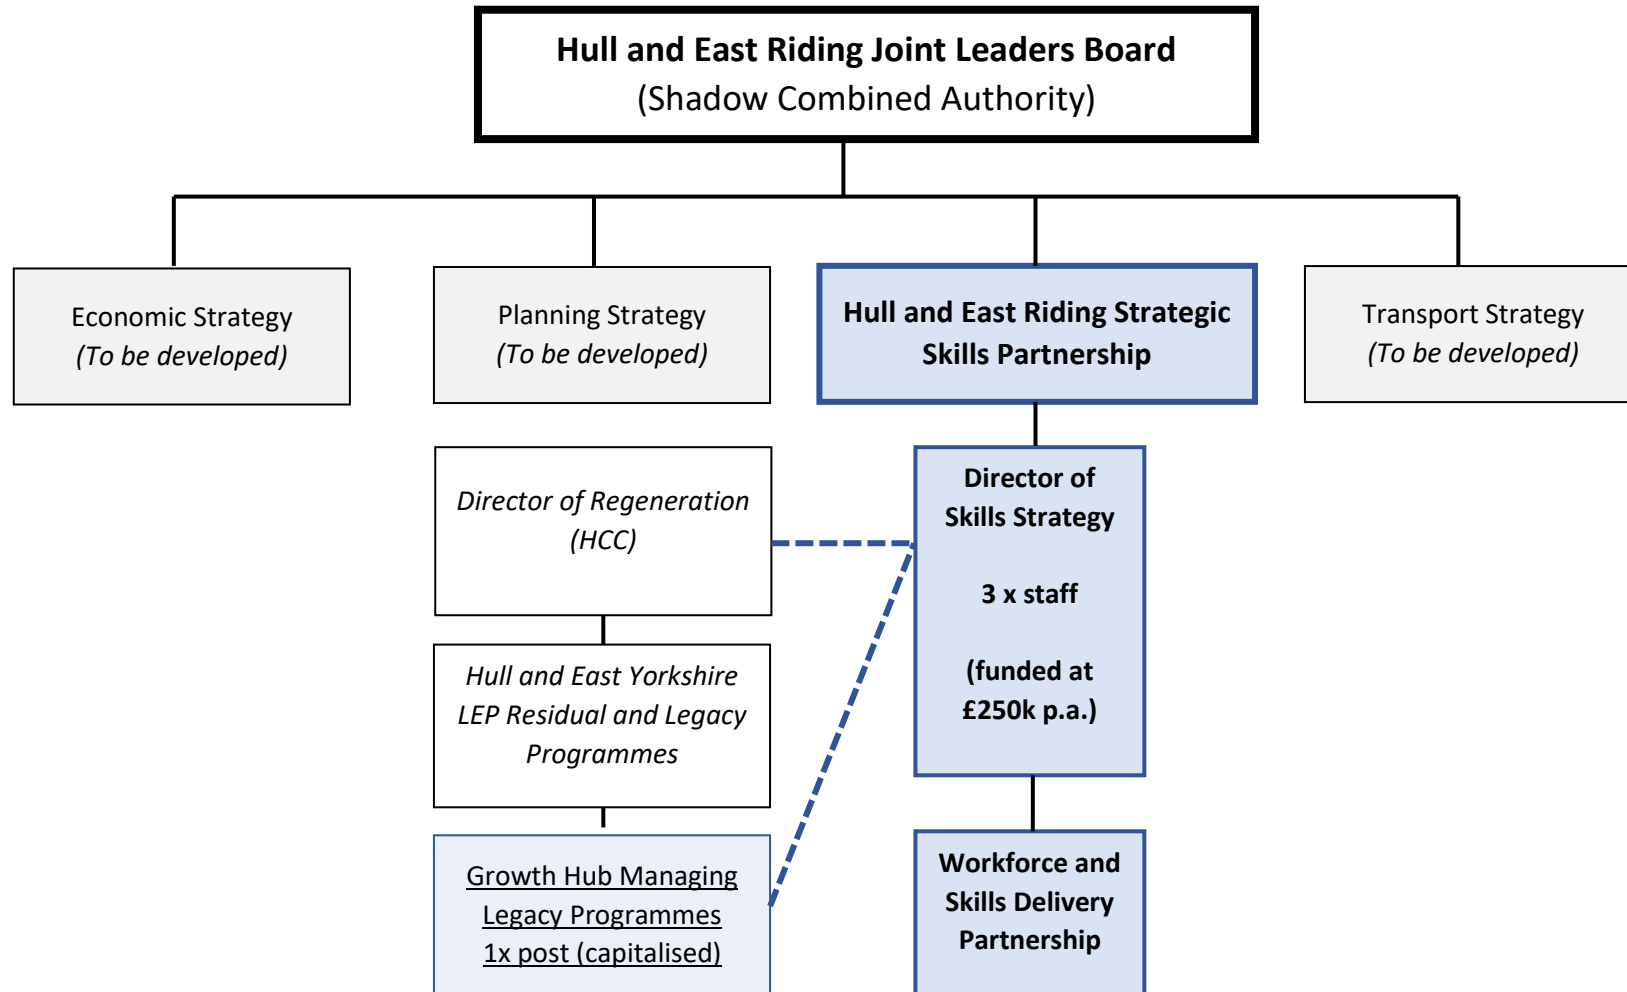 Hull and East Riding Joint Leaders Board
(Shadow Combined Authority)
Economic Strategy
(To be developed)
Planning Strategy
(To be developed)
Hull and East Riding Strategic
Skills Partnership
Transport Strategy
(To be developed)
Director of Regeneration
(HCC)
Director of
Skills Strategy
3 x staff
(funded at
£250k p.a.)
Hull and East Yorkshire
LEP Residual and Legacy
Programmes
Growth Hub Managing
Legacy Programmes
1x post (capitalised)
Workforce and
Skills Delivery
Partnership